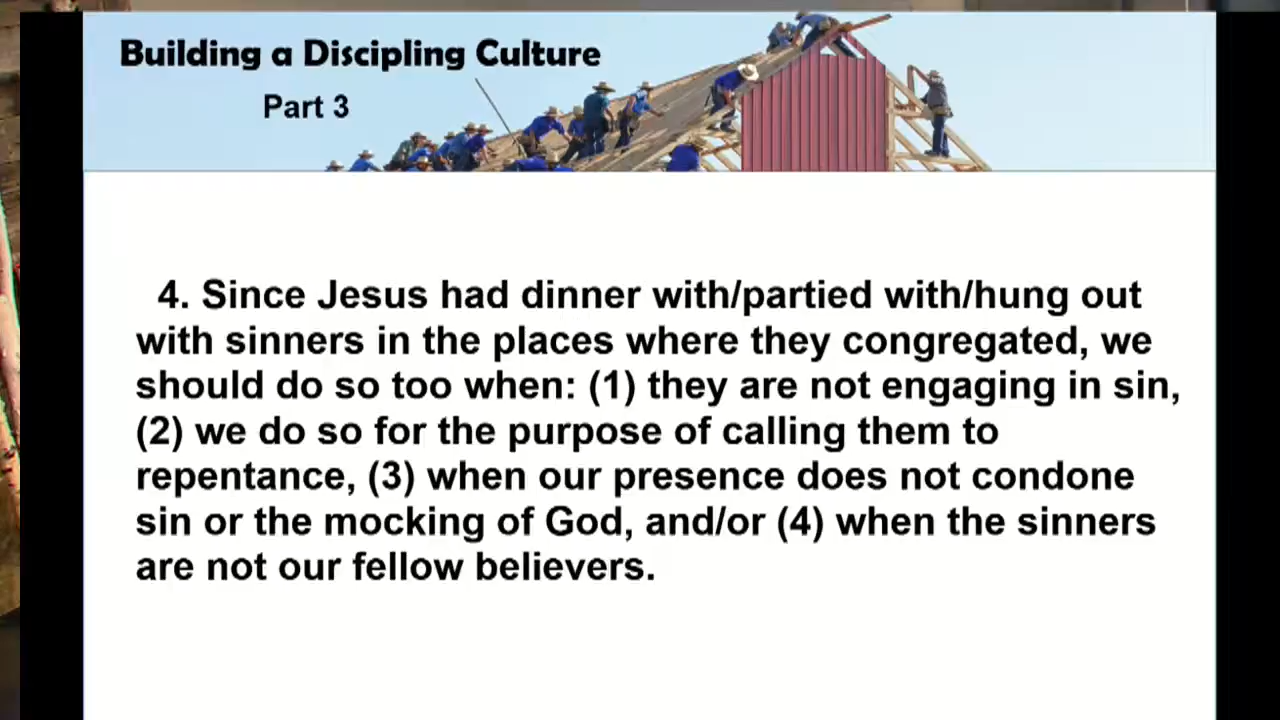 Building a Discipling Culture
Part 3
4. Since Jesus had dinner with/partied with/hung out
with sinners in the places where they congregated, we
should do so too when: (1) they are not engaging in sin,
(2) we do so for the purpose of calling them to
repentance, (3) when our presence does not condone
sin or the mocking of God, and/or (4) when the sinners
are not our fellow believers.